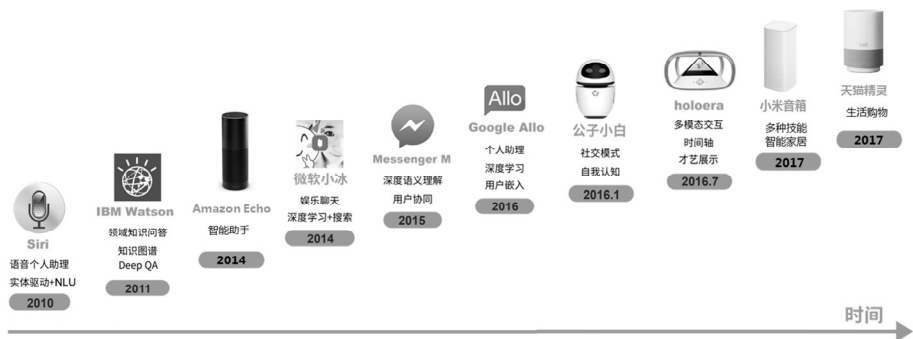 Siri
语音个人助理
实体驱动+NLU
2010
IBM Watson
领域知识问答
知识图谱
Deep QA
2011
Amazon Echo
智能助手
2014
微软小冰
娱乐聊天
深度学习+搜索
2014
Messenger M
深度语义理解
用户协同
2015
Allo
Google Allo
个人助理
深度学习
用户嵌入
2016
公子小白
社交模式
自我认知
2016.1
holoera
多模态交互
时间轴
才艺展示
2016.7
小米音箱
多种技能
智能家居
2017
天猫精灵
生活购物
2017
时间